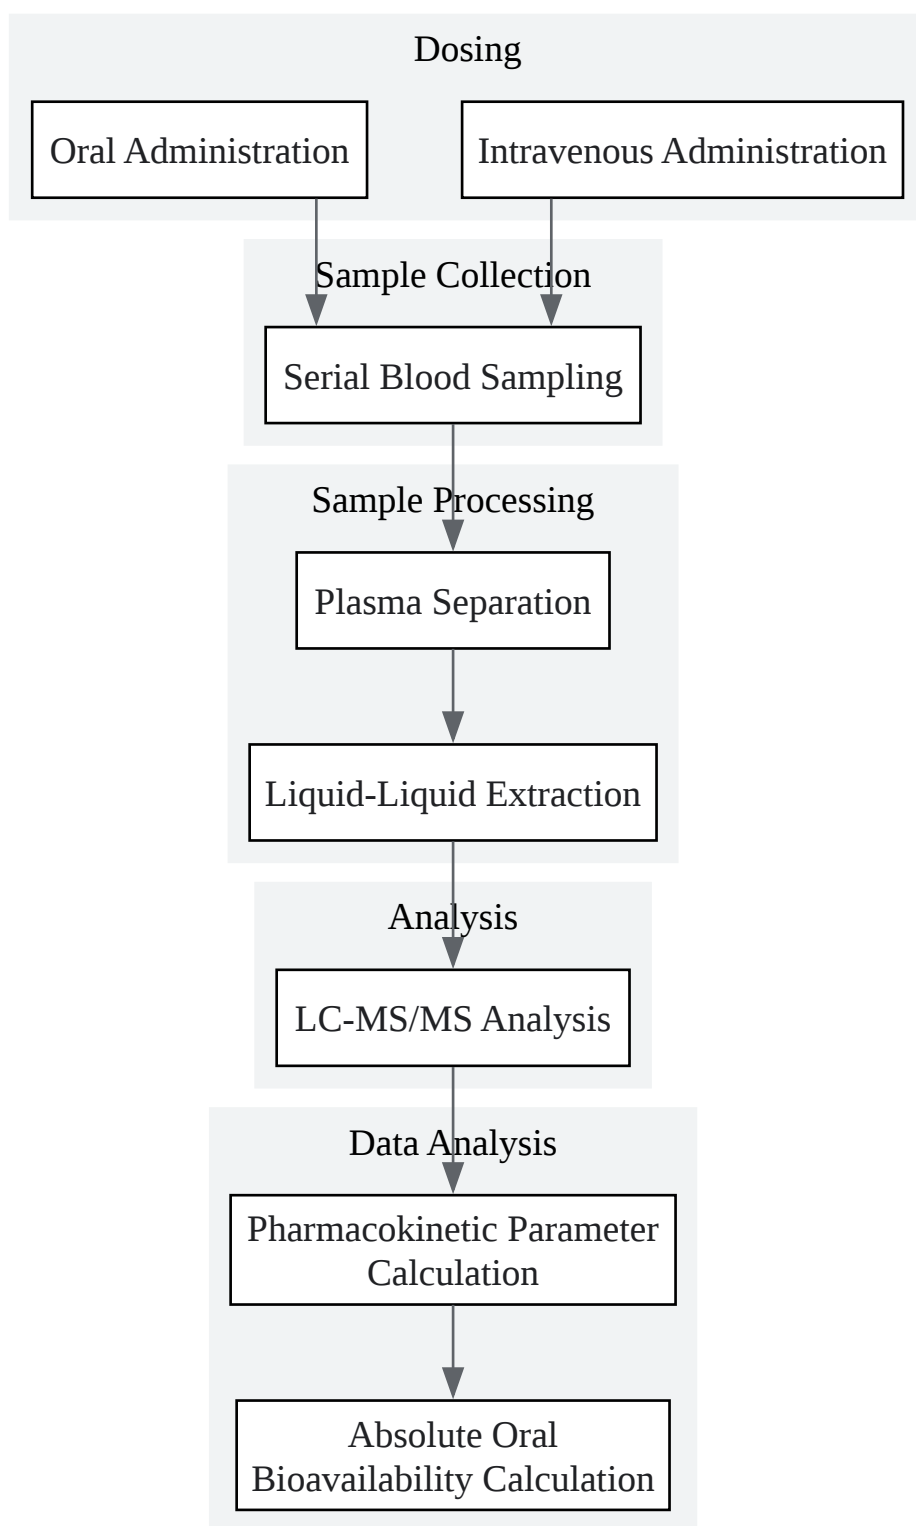 Dosing
Oral Administration
Intravenous Administration
Sample Collection
Serial Blood Sampling
Sample Processing
Plasma Separation
Liquid-Liquid Extraction
Analysis
LC-MS/MS Analysis
Data Analysis
Pharmacokinetic Parameter
Calculation
Absolute Oral
Bioavailability Calculation